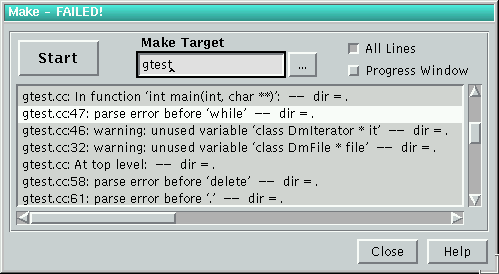 Make - FAILED!
Start
Make Target
gtest
...
All Lines
Progress Window
gtest.cc: In function ‘int main(int, char **)’:  —  dir = .
gtest.cc:47: parse error before ‘while’  —  dir = .
gtest.cc:46: warning: unused variable ‘class DmIterator * it’  —  dir = .
gtest.cc:32: warning: unused variable ‘class DmFile * file’  —  dir = .
gtest.cc: At top level:  —  dir = .
gtest.cc:58: parse error before ‘delete’  —  dir = .
gtest.cc:61: parse error before ‘.’  —  dir = .
Close
Help